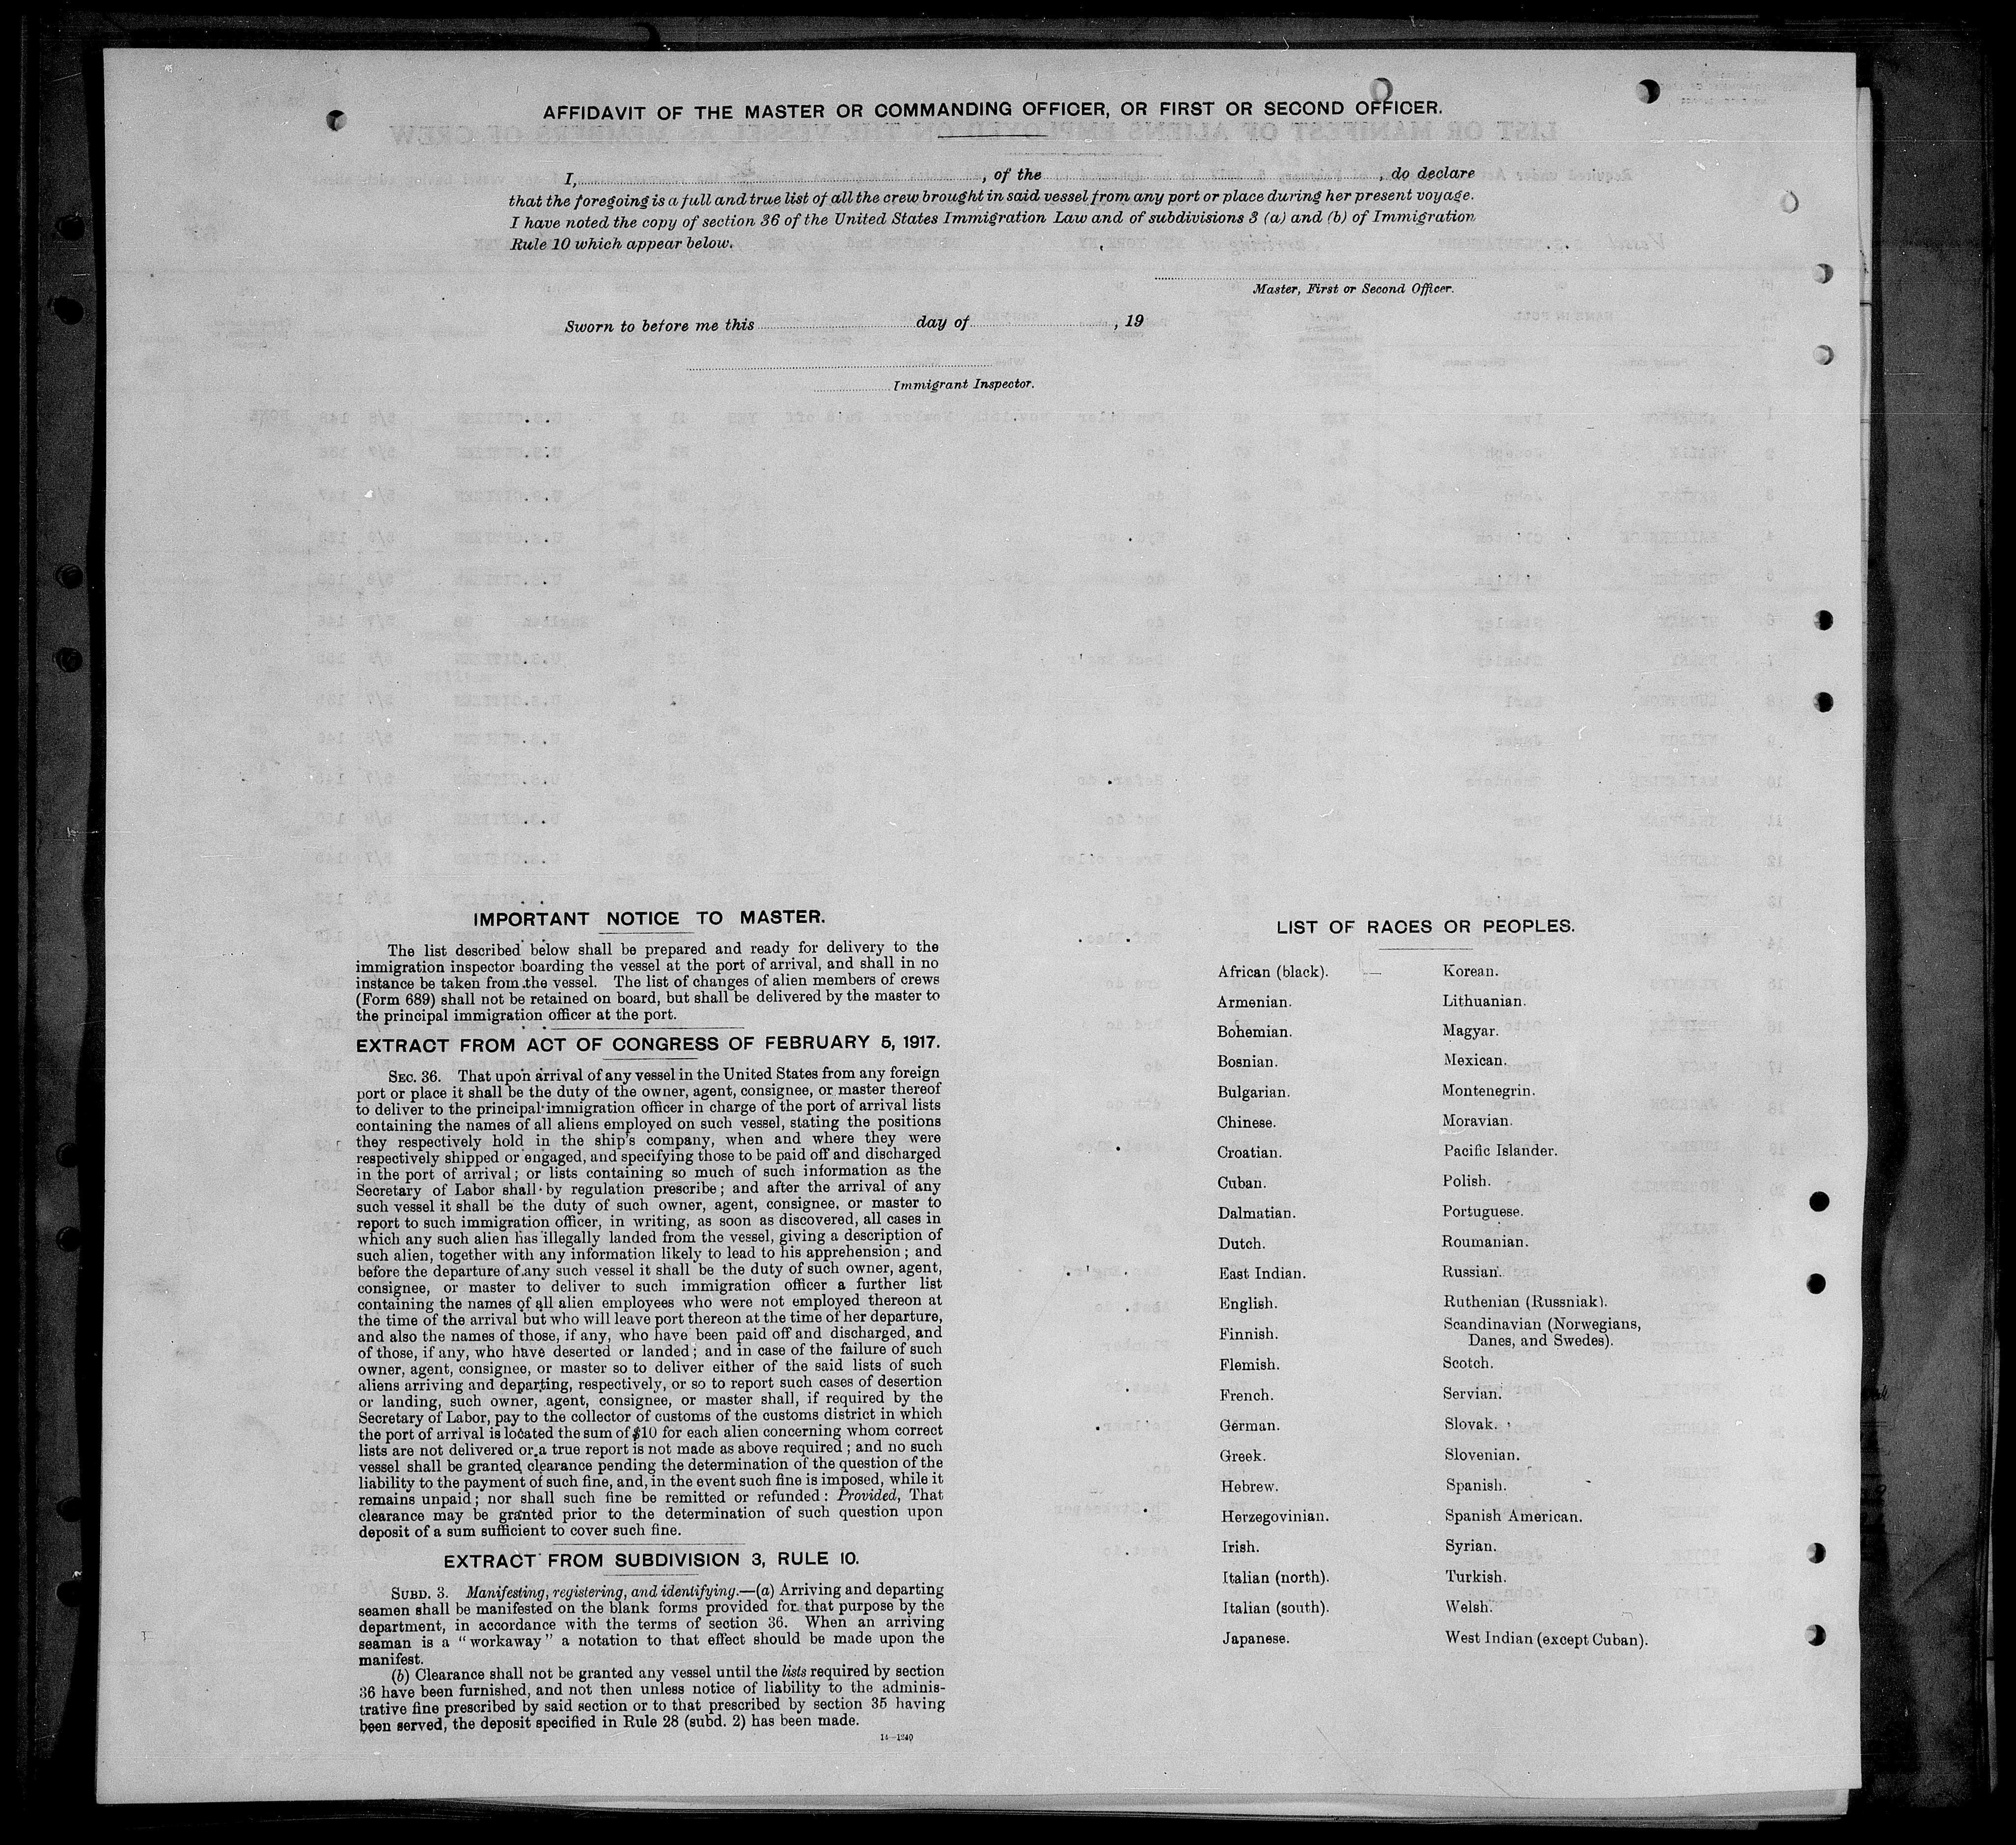 AFFIDAVIT OF THE MASTER OR COMMANDING OFFICER, OR FIRST OR SECOND OFFICER.
I, , of the , do declare
that the foregoing is a full and true list of all the crew brought in said vessel from any port or place during her present voyage.
I have noted the copy of section 36 of the United States Immigration Law and of subdivisions 3 (a) and (b) of Immigration
Rule 10 which appear below.
Master, First or Second Officer.
Sworn to before me this day of , 19
Immigrant Inspector.
IMPORTANT NOTICE TO MASTER.
The list described below shall be prepared and ready for delivery to the
immigration inspector boarding the vessel at the port of arrival, and shall in no
instance be taken from the vessel. The list of changes of alien members of crews
(Form 689) shall not be retained on board, but shall be delivered by the master to
the principal immigration officer at the port.
EXTRACT FROM ACT OF CONGRESS OF FEBRUARY 5, 1917.
SEC. 36. That upon arrival of any vessel in the United States from any foreign
port or place it shall be the duty of the owner, agent, consignee, or master thereof
to deliver to the principal immigration officer in charge of the port of arrival lists
containing the names of all aliens employed on such vessel, stating the positions
they respectively hold in the ship's company, when and where they were
respectively shipped or engaged, and specifying those to be paid off and discharged
in the port of arrival; or lists containing so much of such information as the
Secretary of Labor shall by regulation prescribe; and after the arrival of any
such vessel it shall be the duty of such owner, agent, consignee, or master to
report to such immigration officer, in writing, as soon as discovered, all cases in
which any such alien has illegally landed from the vessel, giving a description of
such alien, together with any information likely to lead to his apprehension; and
before the departure of any such vessel it shall be the duty of such owner, agent,
consignee, or master to deliver to such immigration officer a further list
containing the names of all alien employees who were not employed thereon at
the time of the arrival but who will leave port thereon at the time of her departure,
and also the names of those, if any, who have been paid off and discharged, and
of those, if any, who have deserted or landed; and in case of the failure of such
owner, agent, consignee, or master so to deliver either of the said lists of such
aliens arriving and departing, respectively, or so to report such cases of desertion
or landing, such owner, agent, consignee, or master shall, if required by the
Secretary of Labor, pay to the collector of customs of the customs district in which
the port of arrival is located the sum of $10 for each alien concerning whom correct
lists are not delivered or a true report is not made as above required; and no such
vessel shall be granted clearance pending the determination of the question of the
liability to the payment of such fine, and, in the event such fine is imposed, while it
remains unpaid; nor shall such fine be remitted or refunded: Provided, That
clearance may be granted prior to the determination of such question upon
deposit of a sum sufficient to cover such fine.
EXTRACT FROM SUBDIVISION 3, RULE 10.
SUBD. 3. Manifesting, registering, and identifying.—(a) Arriving and departing
seamen shall be manifested on the blank forms provided for that purpose by the
department, in accordance with the terms of section 36. When an arriving
seaman is a "workaway" a notation to that effect should be made upon the
manifest.
(b) Clearance shall not be granted any vessel until the lists required by section
36 have been furnished, and not then unless notice of liability to the adminis-
trative fine prescribed by said section or to that prescribed by section 35 having
been served, the deposit specified in Rule 28 (subd. 2) has been made.
14—1240
LIST OF RACES OR PEOPLES.
African (black).
Armenian.
Bohemian.
Bosnian.
Bulgarian.
Chinese.
Croatian.
Cuban.
Dalmatian.
Dutch.
East Indian.
English.
Finnish.
Flemish.
French.
German.
Greek.
Hebrew.
Herzegovinian.
Irish.
Italian (north).
Italian (south).
Japanese.
Korean.
Lithuanian.
Magyar.
Mexican.
Montenegrin.
Moravian.
Pacific Islander.
Polish.
Portuguese.
Roumanian.
Russian.
Ruthenian (Russniak).
Scandinavian (Norwegians,
Danes, and Swedes).
Scotch.
Servian.
Slovak.
Slovenian.
Spanish.
Spanish American.
Syrian.
Turkish.
Welsh.
West Indian (except Cuban).